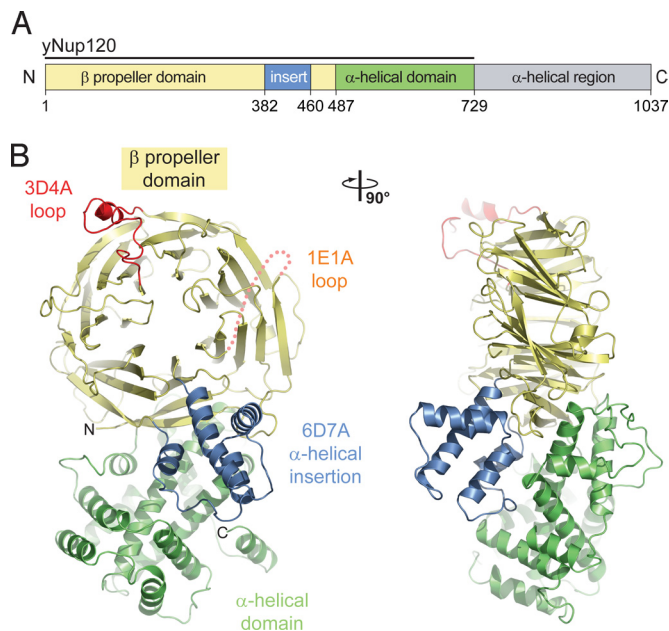 A
yNup120
N β propeller domain insert α-helical domain α-helical region C
1 382 460 487 729 1037
B
β propeller
domain
90°
3D4A
loop
1E1A
loop
N
6D7A
α-helical
insertion
C
α-helical
domain